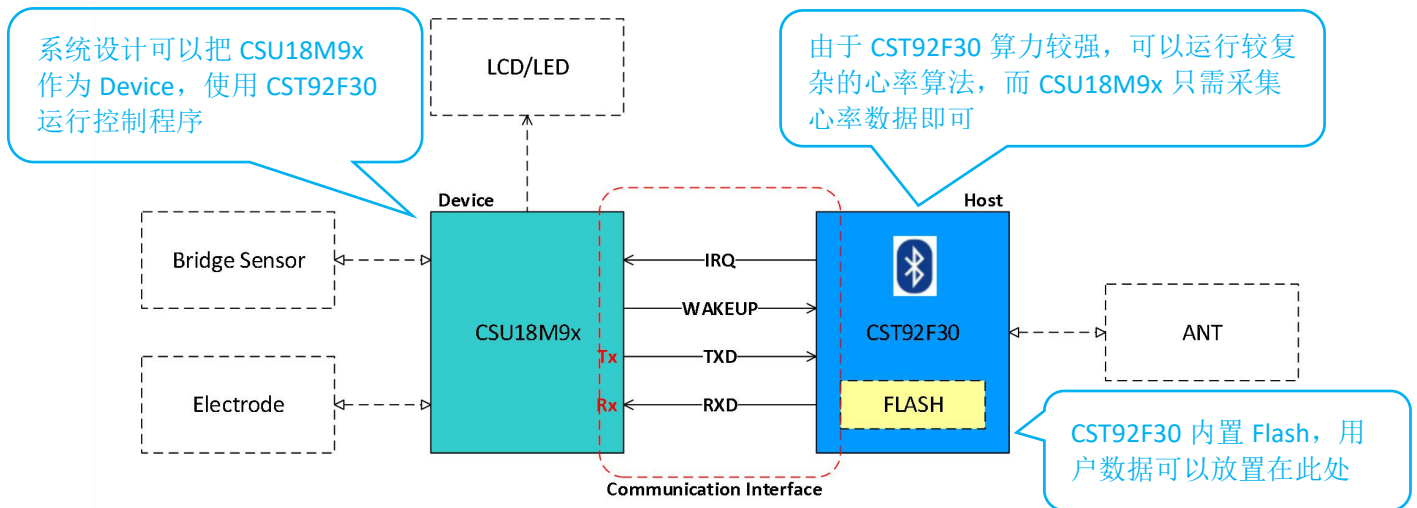 系统设计可以把 CSU18M9x
作为 Device，使用 CST92F30
运行控制程序
LCD/LED
由于 CST92F30 算力较强，可以运行较复
杂的心率算法，而 CSU18M9x 只需采集
心率数据即可
Device
Host
Bridge Sensor
IRQ
WAKEUP
CSU18M9x
CST92F30
ANT
Tx
TXD
Electrode
Rx
RXD
FLASH
CST92F30 内置 Flash，用
户数据可以放置在此处
Communication Interface